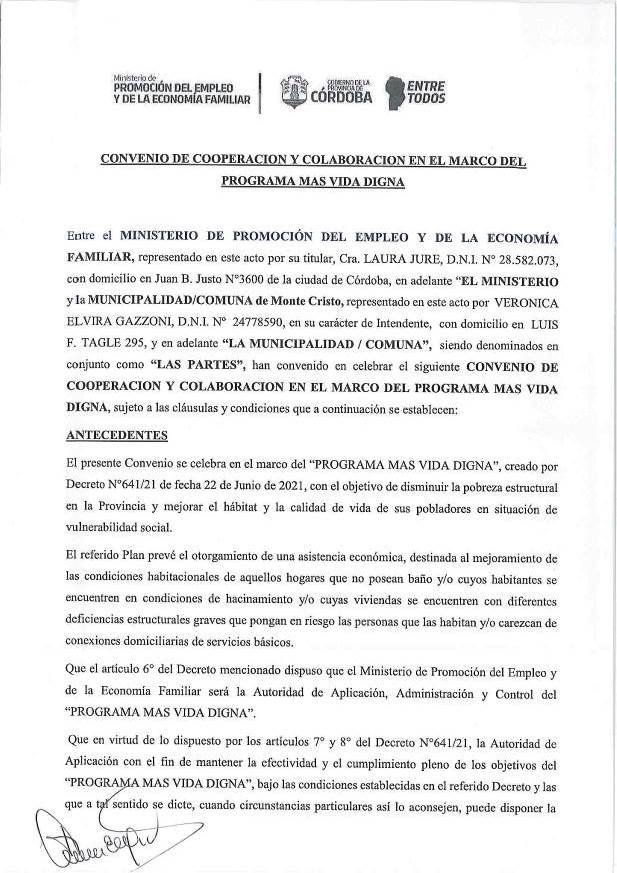 Ministerio de
PROMOCIÓN DEL EMPLEO
Y DE LA ECONOMÍA FAMILIAR
GOBIERNO DE LA
PROVINCIA DE
CÓRDOBA
ENTRE
TODOS
CONVENIO DE COOPERACION Y COLABORACION EN EL MARCO DEL
PROGRAMA MAS VIDA DIGNA
Entre el MINISTERIO DE PROMOCIÓN DEL EMPLEO Y DE LA ECONOMÍA
FAMILIAR, representado en este acto por su titular, Cra. LAURA JURE, D.N.I. N° 28.582.073,
con domicilio en Juan B. Justo N°3600 de la ciudad de Córdoba, en adelante “EL MINISTERIO
y la MUNICIPALIDAD/COMUNA de Monte Cristo, representado en este acto por VERONICA
ELVIRA GAZZONI, D.N.I. N° 24778590, en su carácter de Intendente, con domicilio en LUIS
F. TAGLE 295, y en adelante “LA MUNICIPALIDAD / COMUNA”, siendo denominados en
conjunto como “LAS PARTES”, han convenido en celebrar el siguiente CONVENIO DE
COOPERACION Y COLABORACION EN EL MARCO DEL PROGRAMA MAS VIDA
DIGNA, sujeto a las cláusulas y condiciones que a continuación se establecen:
ANTECEDENTES
El presente Convenio se celebra en el marco del “PROGRAMA MAS VIDA DIGNA”, creado por
Decreto N°641/21 de fecha 22 de Junio de 2021, con el objetivo de disminuir la pobreza estructural
en la Provincia y mejorar el hábitat y la calidad de vida de sus pobladores en situación de
vulnerabilidad social.
El referido Plan prevé el otorgamiento de una asistencia económica, destinada al mejoramiento de
las condiciones habitacionales de aquellos hogares que no posean baño y/o cuyos habitantes se
encuentren en condiciones de hacinamiento y/o cuyas viviendas se encuentren con diferentes
deficiencias estructurales graves que pongan en riesgo las personas que las habitan y/o carezcan de
conexiones domiciliarias de servicios básicos.
Que el artículo 6° del Decreto mencionado dispuso que el Ministerio de Promoción del Empleo y
de la Economía Familiar será la Autoridad de Aplicación, Administración y Control del
“PROGRAMA MAS VIDA DIGNA”.
Que en virtud de lo dispuesto por los artículos 7° y 8° del Decreto N°641/21, la Autoridad de
Aplicación con el fin de mantener la efectividad y el cumplimiento pleno de los objetivos del
“PROGRAMA MAS VIDA DIGNA”, bajo las condiciones establecidas en el referido Decreto y las
que a tal sentido se dicte, cuando circunstancias particulares así lo aconsejen, puede disponer la